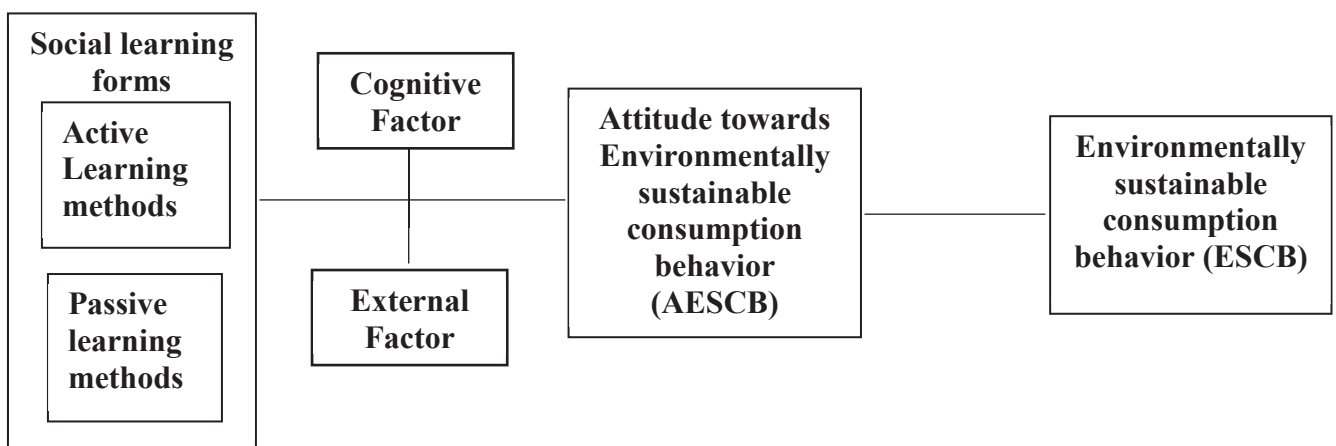 Social learning
forms
Active
Learning
methods
Passive
learning
methods
Cognitive
Factor
External
Factor
Attitude towards
Environmentally
sustainable
consumption
behavior
(AESCB)
Environmentally
sustainable
consumption
behavior (ESCB)